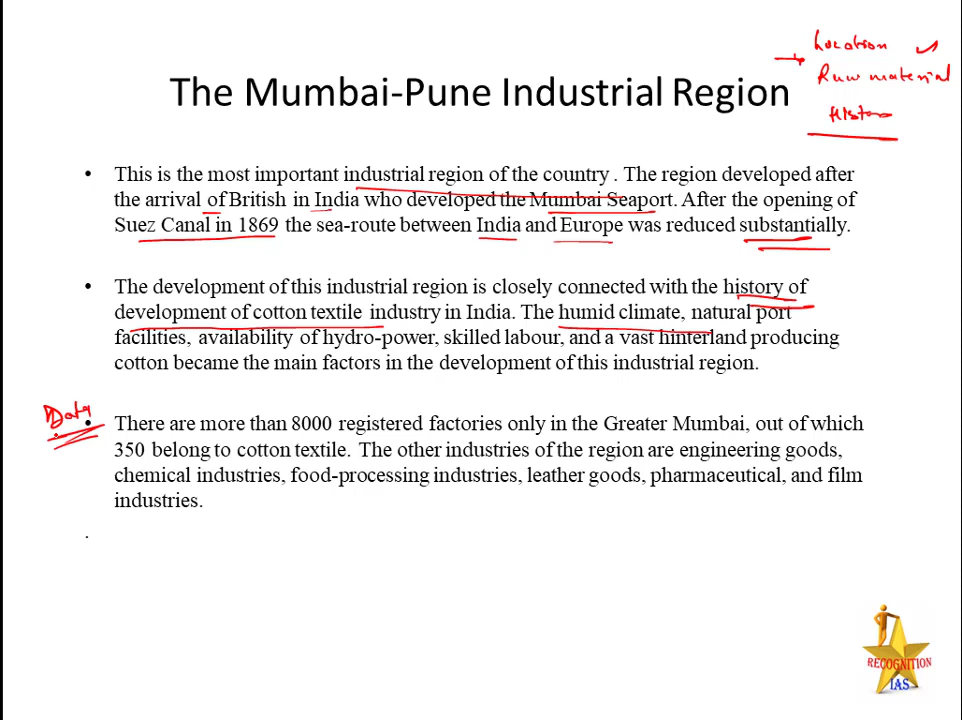 Location
Raw material
Histo
The Mumbai-Pune Industrial Region
• This is the most important industrial region of the country . The region developed after
the arrival of British in India who developed the Mumbai Seaport. After the opening of
Suez Canal in 1869 the sea-route between India and Europe was reduced substantially.
• The development of this industrial region is closely connected with the history of
development of cotton textile industry in India. The humid climate, natural port
facilities, availability of hydro-power, skilled labour, and a vast hinterland producing
cotton became the main factors in the development of this industrial region.
Data
• There are more than 8000 registered factories only in the Greater Mumbai, out of which
350 belong to cotton textile. The other industries of the region are engineering goods,
chemical industries, food-processing industries, leather goods, pharmaceutical, and film
industries.
.
RECOGNITION
IAS